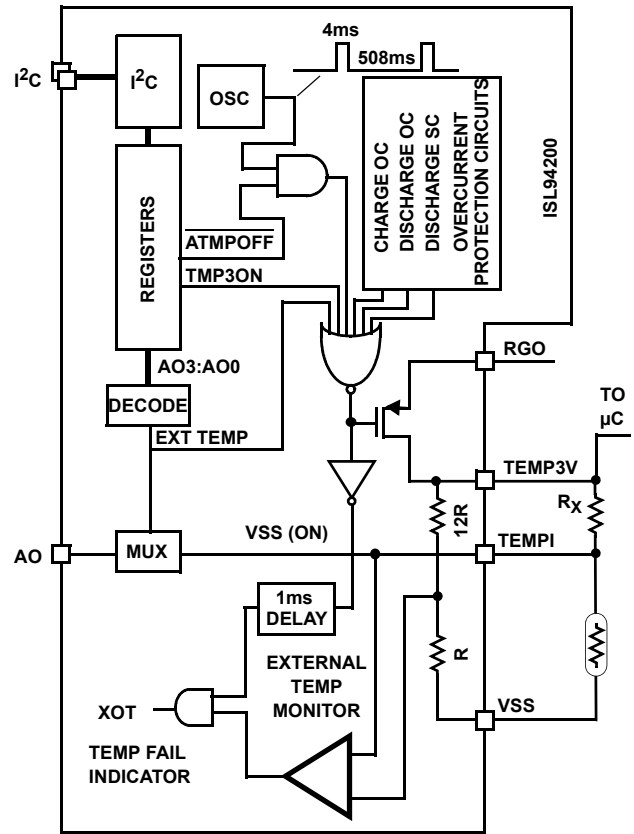 4ms
508ms
I²C
I²C
OSC
CHARGE OC
DISCHARGE OC
DISCHARGE SC
OVERCURRENT
PROTECTION CIRCUITS
ISL94200
REGISTERS
ATMPOFF
TMP3ON
AO3:AO0
DECODE
EXT TEMP
RGO
TO
µC
TEMP3V
12R
RX
AO
MUX
VSS (ON)
TEMPI
1ms
DELAY
R
EXTERNAL
TEMP
MONITOR
VSS
XOT
TEMP FAIL
INDICATOR